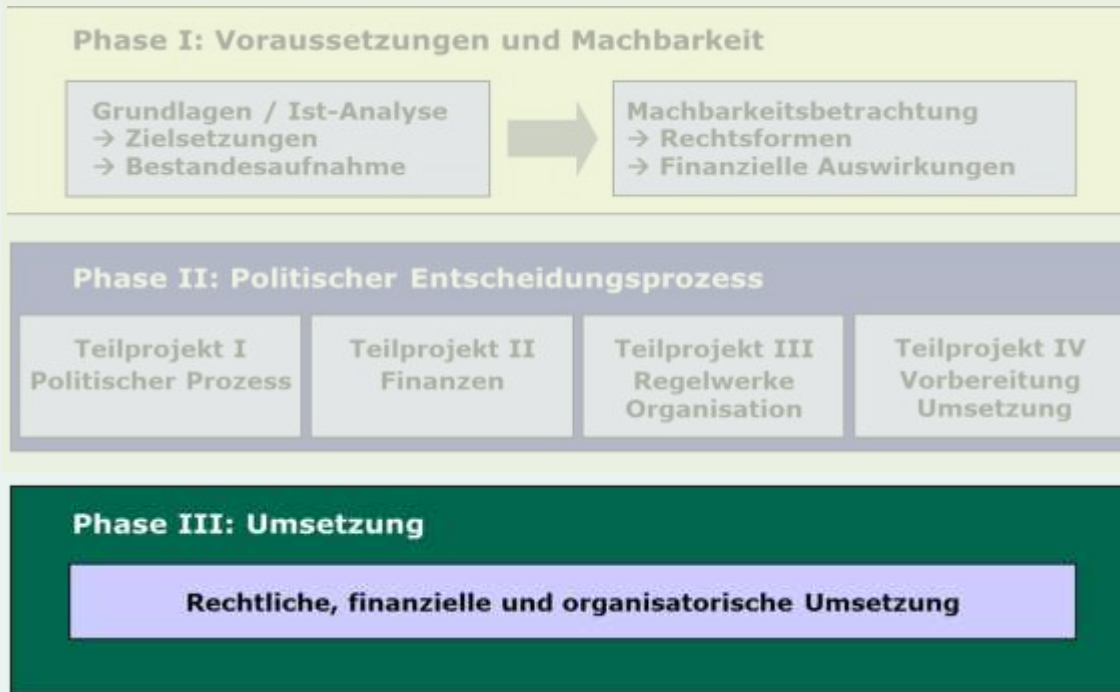 Phase I: Voraussetzungen und Machbarkeit
Grundlagen / Ist-Analyse
→ Zielsetzungen
→ Bestandesaufnahme
Machbarkeitsbetrachtung
→ Rechtsformen
→ Finanzielle Auswirkungen
Phase II: Politischer Entscheidungsprozess
Teilprojekt I
Politischer Prozess
Teilprojekt II
Finanzen
Teilprojekt III
Regelwerke
Organisation
Teilprojekt IV
Vorbereitung
Umsetzung
Phase III: Umsetzung
Rechtliche, finanzielle und organisatorische Umsetzung